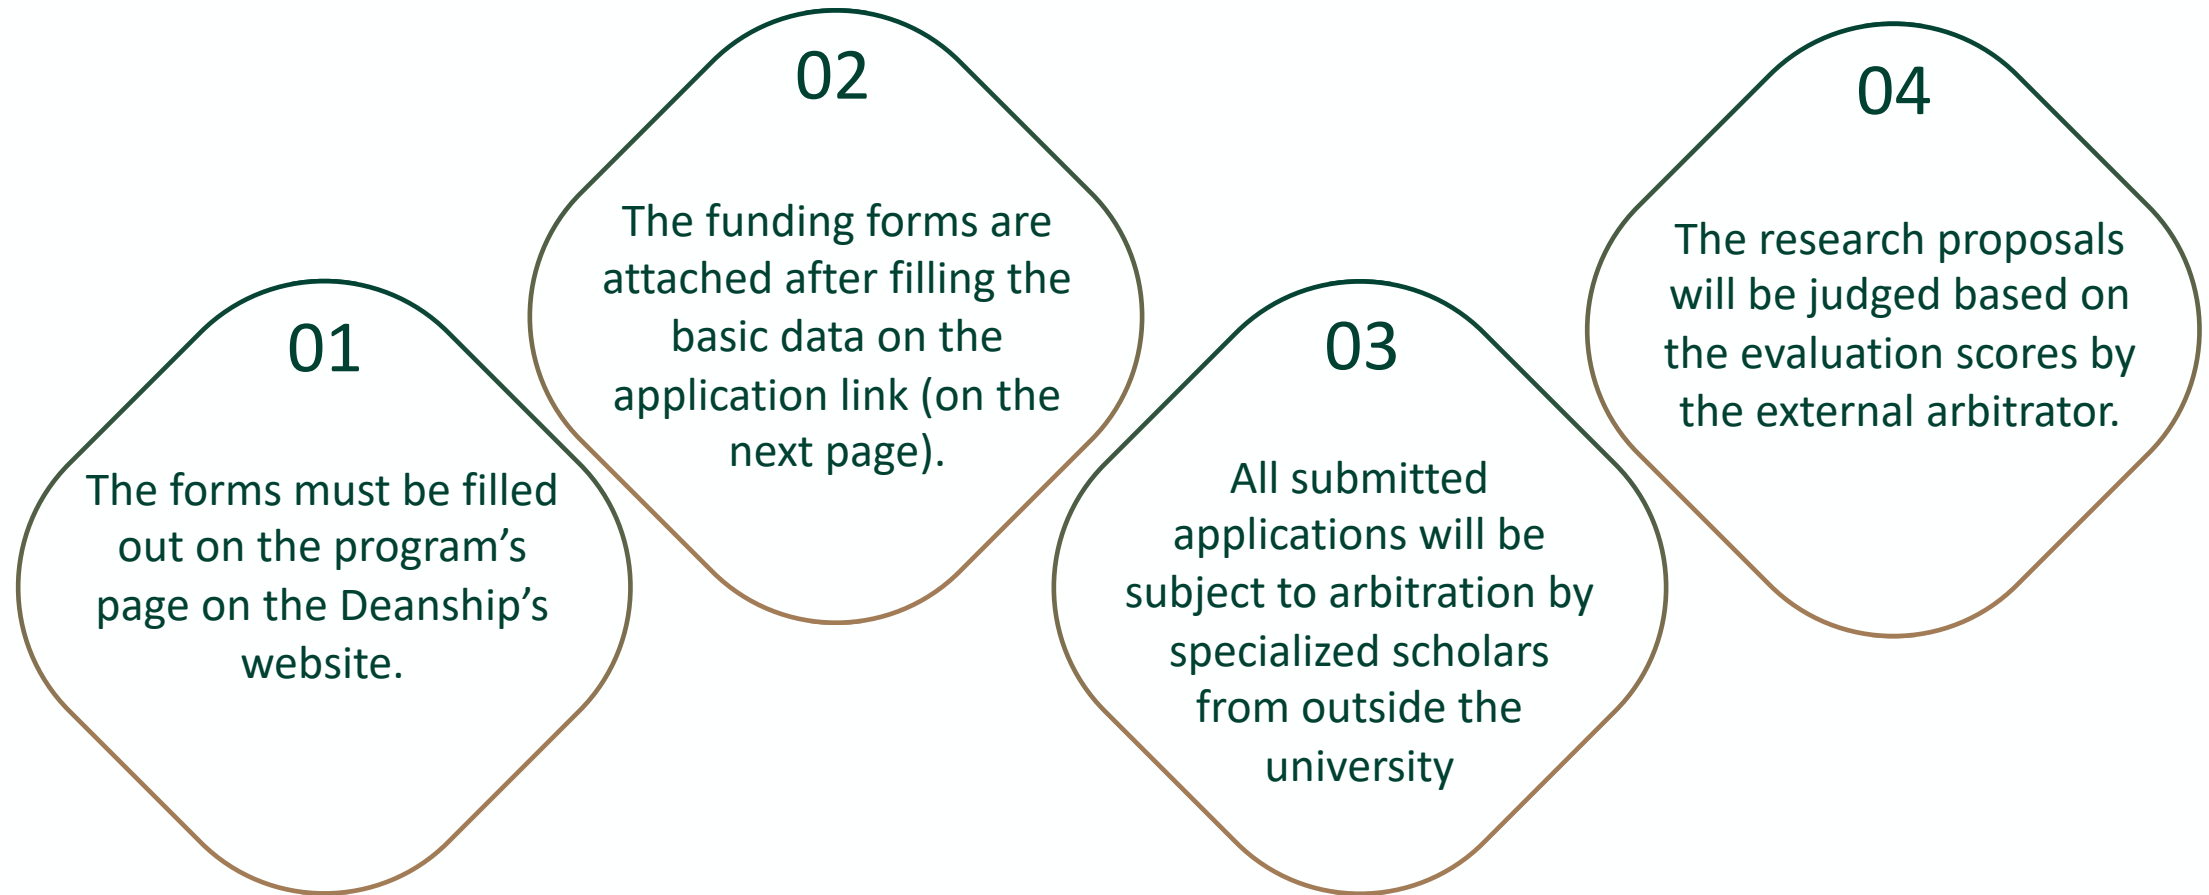 01
The forms must be filled
out on the program’s
page on the Deanship’s
website.
02
The funding forms are
attached after filling the
basic data on the
application link (on the
next page).
03
All submitted
applications will be
subject to arbitration by
specialized scholars
from outside the
university
04
The research proposals
will be judged based on
the evaluation scores by
the external arbitrator.